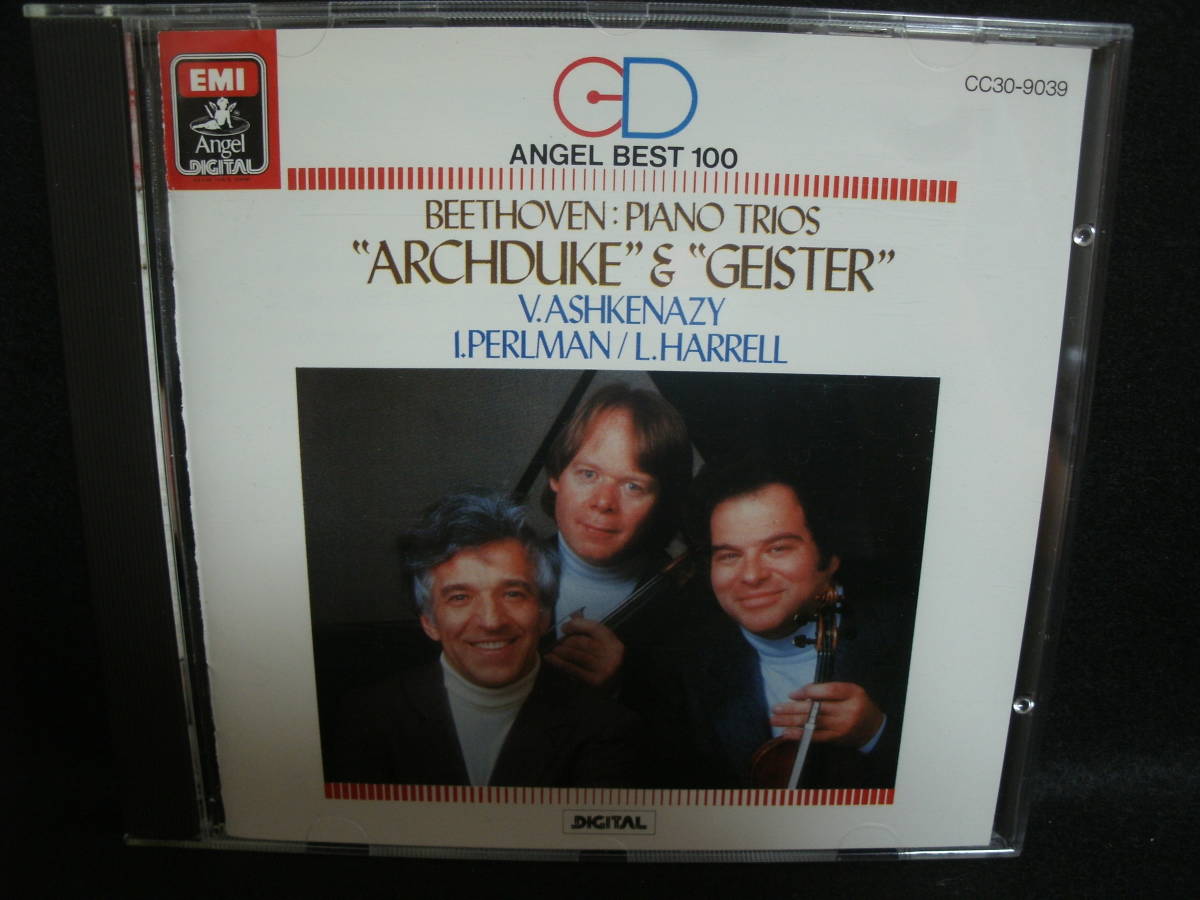 EMI
Angel
DIGITAL
CD
CC30-9039
ANGEL BEST 100
BEETHOVEN: PIANO TRIOS
“ARCHDUKE” & “GEISTER”
V.ASHKENAZY
I.PERLMAN/L.HARRELL
DIGITAL